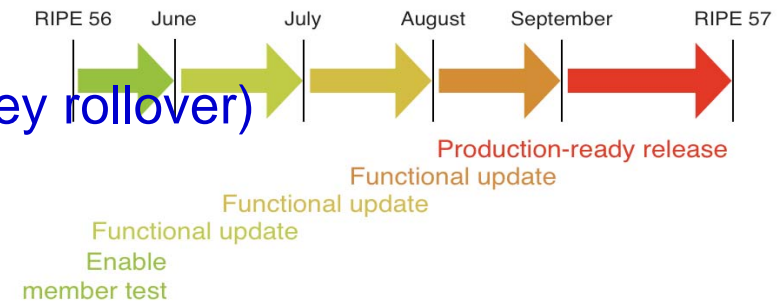 RIPE 56 June July August September RIPE 57
ey rollover)
Production-ready release
Functional update
Functional update
Functional update
Enable
member test